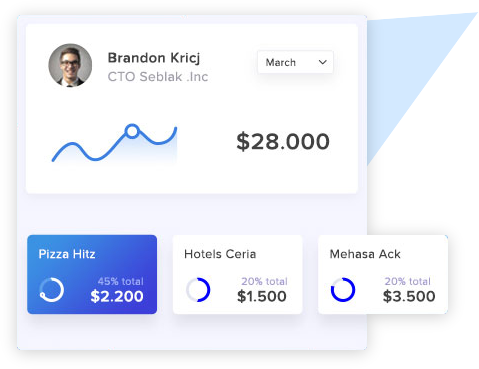 Brandon Kricj
CTO Seblak .Inc
March
$28.000
Pizza Hitz
45% total
$2.200
Hotels Ceria
20% total
$1.500
Mehasa Ack
20% total
$3.500